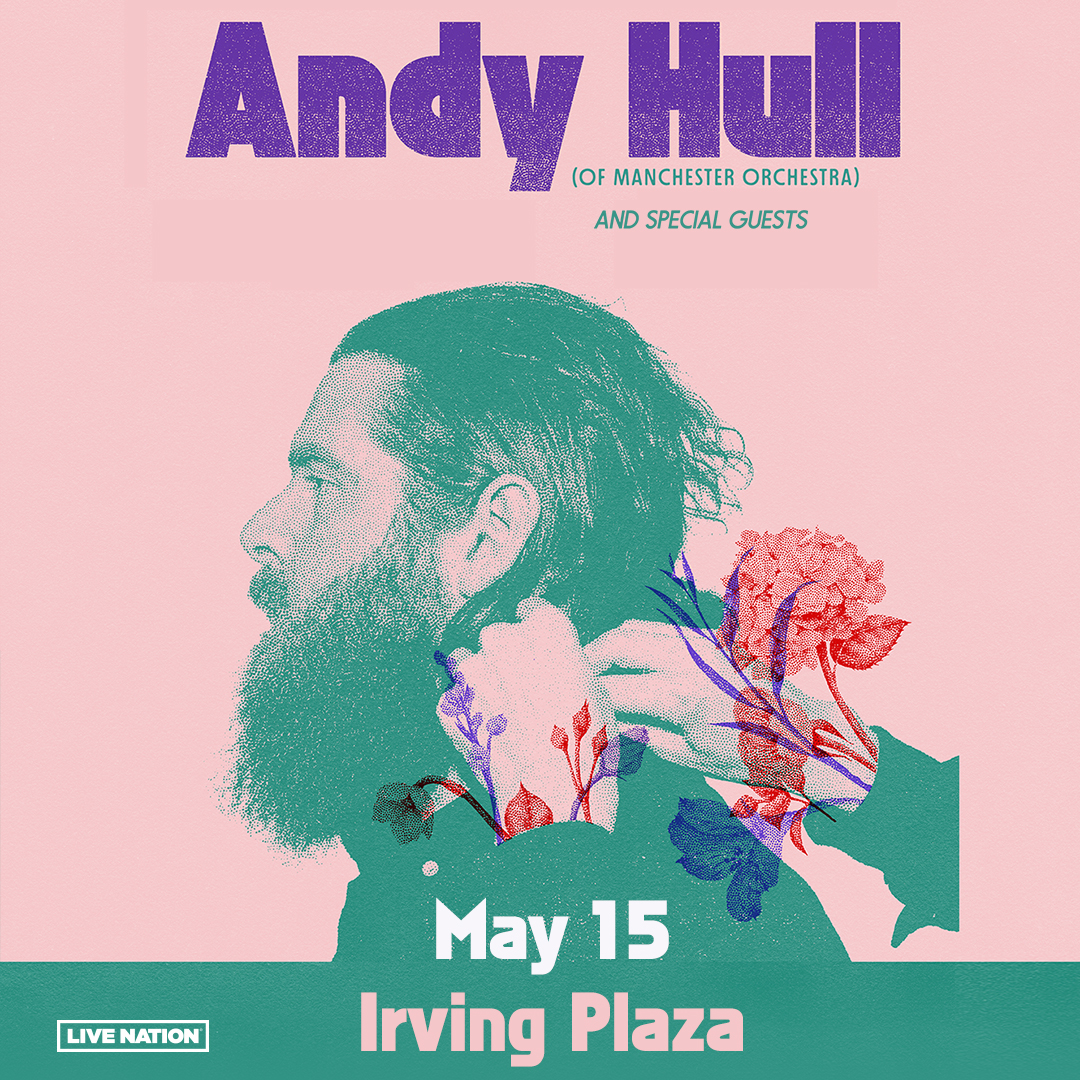 Andy Hull
(OF MANCHESTER ORCHESTRA)
AND SPECIAL GUESTS
May 15
Irving Plaza
LIVE NATION